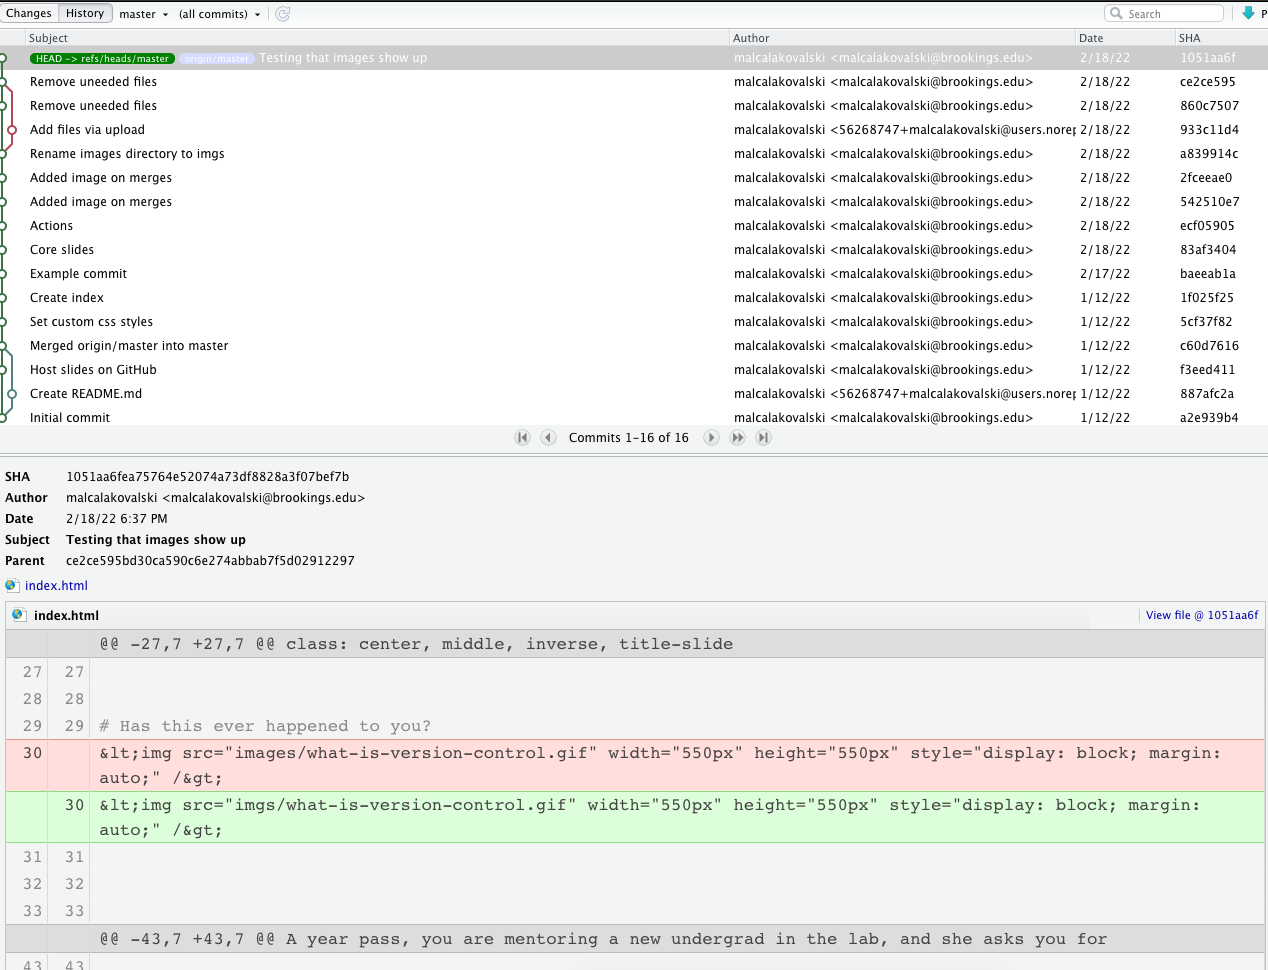 Changes History master (all commits) Search P
Subject Author Date SHA
HEAD -> refs/heads/master origin/master Testing that images show up malcalakovalski <malcalakovalski@brookings.edu> 2/18/22 1051aa6f
Remove uneeded files malcalakovalski <malcalakovalski@brookings.edu> 2/18/22 ce2ce595
Remove uneeded files malcalakovalski <malcalakovalski@brookings.edu> 2/18/22 860c7507
Add files via upload malcalakovalski <56268747+malcalakovalski@users.norep 2/18/22 933c11d4
Rename images directory to imgs malcalakovalski <malcalakovalski@brookings.edu> 2/18/22 a839914c
Added image on merges malcalakovalski <malcalakovalski@brookings.edu> 2/18/22 2fceeae0
Added image on merges malcalakovalski <malcalakovalski@brookings.edu> 2/18/22 542510e7
Actions malcalakovalski <malcalakovalski@brookings.edu> 2/18/22 ecf05905
Core slides malcalakovalski <malcalakovalski@brookings.edu> 2/18/22 83af3404
Example commit malcalakovalski <malcalakovalski@brookings.edu> 2/17/22 baeeab1a
Create index malcalakovalski <malcalakovalski@brookings.edu> 1/12/22 1f025f25
Set custom css styles malcalakovalski <malcalakovalski@brookings.edu> 1/12/22 5cf37f82
Merged origin/master into master malcalakovalski <malcalakovalski@brookings.edu> 1/12/22 c60d7616
Host slides on GitHub malcalakovalski <malcalakovalski@brookings.edu> 1/12/22 f3eed411
Create README.md malcalakovalski <56268747+malcalakovalski@users.norep 1/12/22 887afc2a
Initial commit malcalakovalski <malcalakovalski@brookings.edu> 1/12/22 a2e939b4
Commits 1-16 of 16
SHA 1051aa6fea75764e52074a73df8828a3f07bef7b
Author malcalakovalski <malcalakovalski@brookings.edu>
Date 2/18/22 6:37 PM
Subject Testing that images show up
Parent ce2ce595bd30ca590c6e274abbab7f5d02912297
index.html
index.html View file @ 1051aa6f
@@ -27,7 +27,7 @@ class: center, middle, inverse, title-slide
27 27
28 28
29 29 # Has this ever happened to you?
30 &lt;img src="images/what-is-version-control.gif" width="550px" height="550px" style="display: block; margin:
auto;" /&gt;
30 &lt;img src="imgs/what-is-version-control.gif" width="550px" height="550px" style="display: block; margin:
auto;" /&gt;
31 31
32 32
33 33
@@ -43,7 +43,7 @@ A year pass, you are mentoring a new undergrad in the lab, and she asks you for
43 43